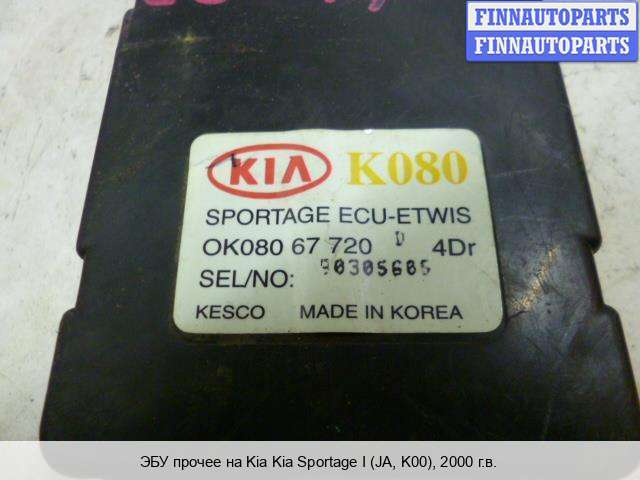 FINNAUTOPARTS
FINNAUTOPARTS
KIA K080
SPORTAGE ECU-ETWIS
OK080 67 720 D 4Dr
SEL/NO:
KESCO MADE IN KOREA
ЭБУ прочее на Kia Kia Sportage I (JA, K00), 2000 г.в.